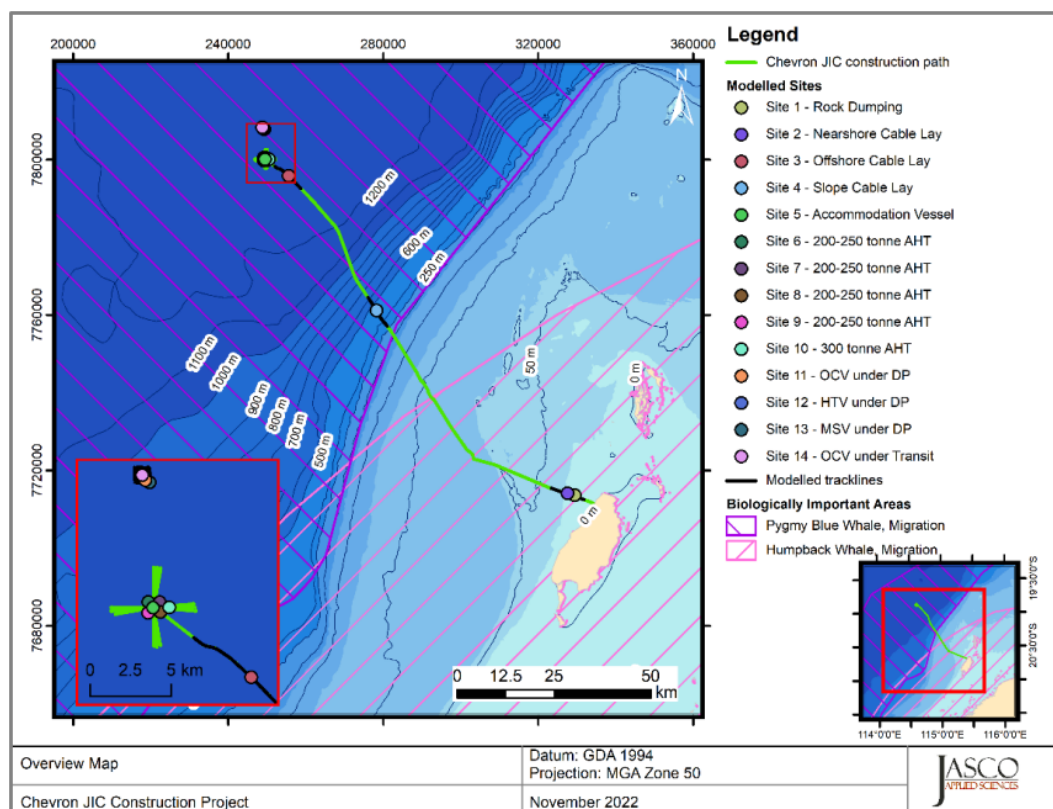 200000
240000
280000
320000
360000
7800000
7760000
7720000
7680000
N
1200 m
600 m
250 m
1100 m
1000 m
900 m
800 m
700 m
500 m
50 m
0 m
0 m
0 2.5 5 km
0 12.5 25 50
km
Legend
Chevron JIC construction path
Modelled Sites
Site 1 - Rock Dumping
Site 2 - Nearshore Cable Lay
Site 3 - Offshore Cable Lay
Site 4 - Slope Cable Lay
Site 5 - Accommodation Vessel
Site 6 - 200-250 tonne AHT
Site 7 - 200-250 tonne AHT
Site 8 - 200-250 tonne AHT
Site 9 - 200-250 tonne AHT
Site 10 - 300 tonne AHT
Site 11 - OCV under DP
Site 12 - HTV under DP
Site 13 - MSV under DP
Site 14 - OCV under Transit
Modelled tracklines
Biologically Important Areas
Pygmy Blue Whale, Migration
Humpback Whale, Migration
19°30'0"S
20°30'0"S
114°0'0"E 115°0'0"E 116°0'0"E
Overview Map
Datum: GDA 1994
Projection: MGA Zone 50
Chevron JIC Construction Project
November 2022
JASCO
APPLIED SCIENCES